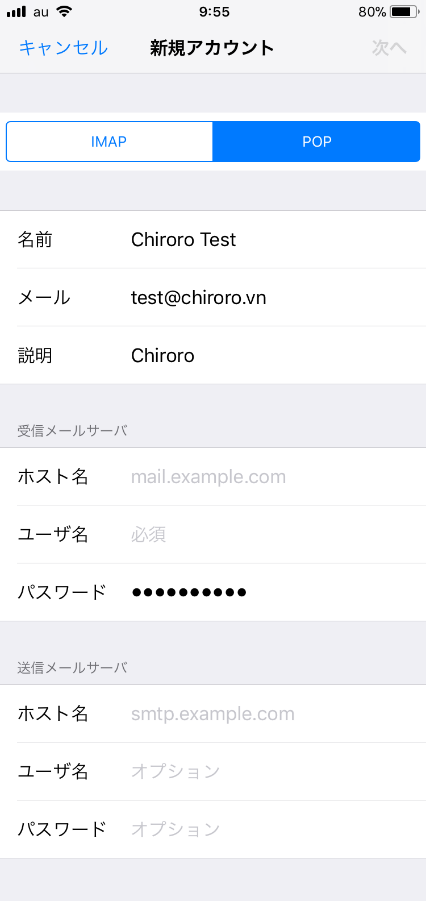 au 9:55 80%
キャンセル 新規アカウント 次へ
IMAP POP
名前 Chiroro Test
メール test@chiroro.vn
説明 Chiroro
受信メールサーバ
ホスト名 mail.example.com
ユーザ名 必須
パスワード ●●●●●●●●●●
送信メールサーバ
ホスト名 smtp.example.com
ユーザ名 オプション
パスワード オプション